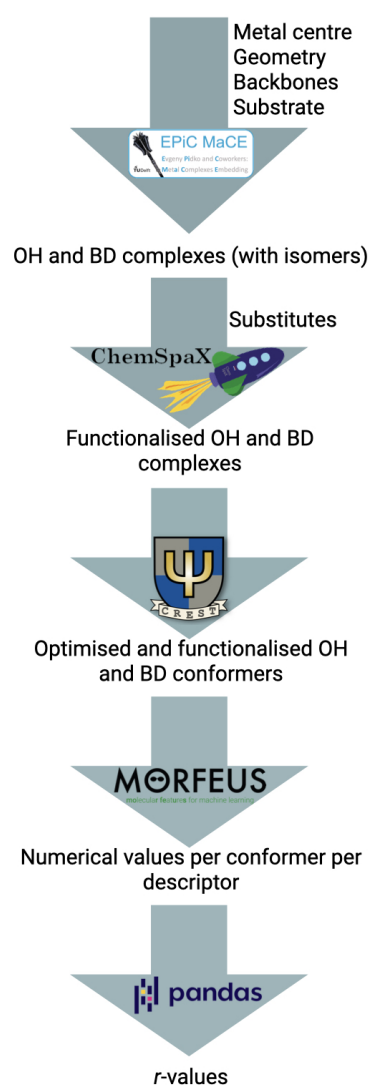 Metal centre
Geometry
Backbones
Substrate
EPiC MaCE
Evgeny Pidko and Coworkers:
Metal Complexes Embedding
TUDelft
OH and BD complexes (with isomers)
Substitutes
ChemSpaX
Functionalised OH and BD
complexes
CREST
Optimised and functionalised OH
and BD conformers
MORFEUS
molecular features for machine learning
Numerical values per conformer per
descriptor
pandas
r-values